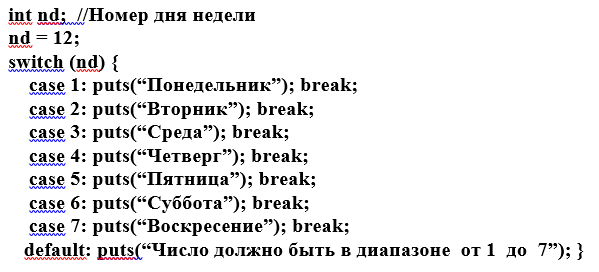 int nd;  //Номер дня недели
nd = 12;
switch (nd) {
case 1: puts(“Понедельник”); break;
case 2: puts(“Вторник”); break;
case 3: puts(“Среда”); break;
case 4: puts(“Четверг”); break;
case 5: puts(“Пятница”); break;
case 6: puts(“Суббота”); break;
case 7: puts(“Воскресение”); break;
default: puts(“Число должно быть в диапазоне  от 1  до  7”); }